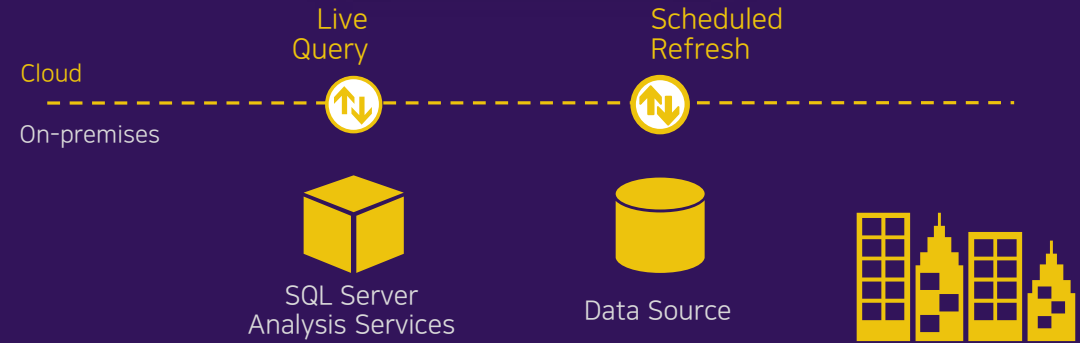 Live
Query
Scheduled
Refresh
Cloud
On-premises
SQL Server
Analysis Services
Data Source